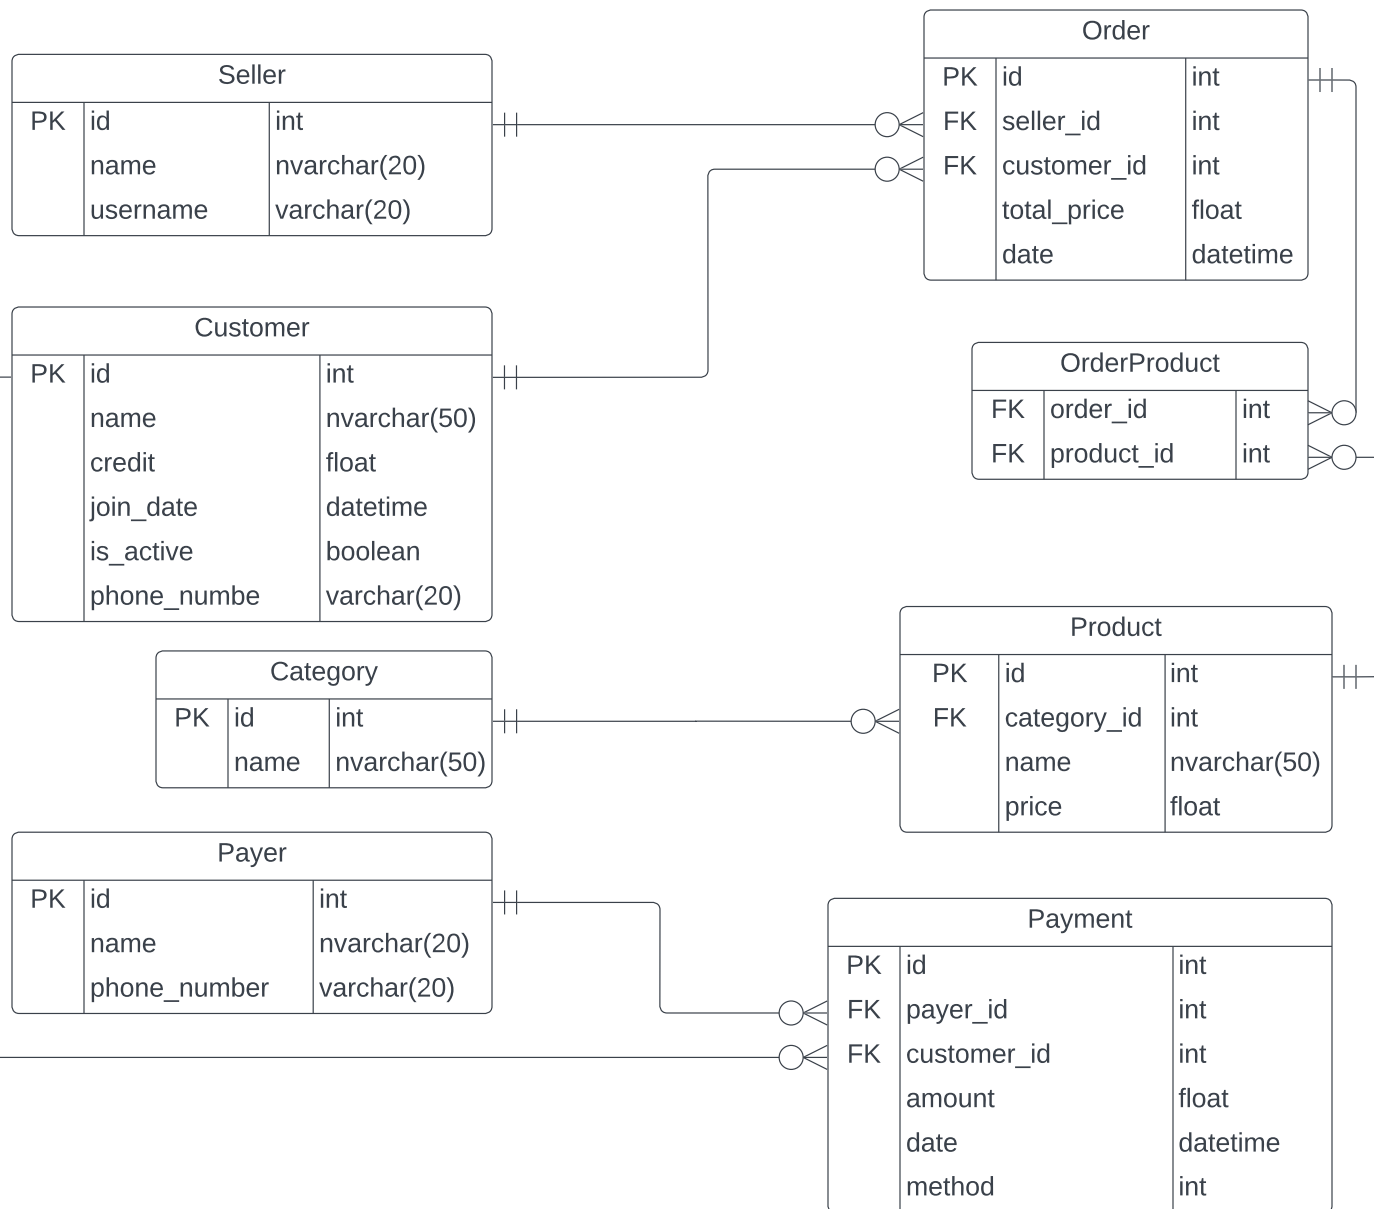 Seller
PK id int
name nvarchar(20)
username varchar(20)
Customer
PK id int
name nvarchar(50)
credit float
join_date datetime
is_active boolean
phone_numbe varchar(20)
Category
PK id int
name nvarchar(50)
Payer
PK id int
name nvarchar(20)
phone_number varchar(20)
Order
PK id int
FK seller_id int
FK customer_id int
total_price float
date datetime
OrderProduct
FK order_id int
FK product_id int
Product
PK id int
FK category_id int
name nvarchar(50)
price float
Payment
PK id int
FK payer_id int
FK customer_id int
amount float
date datetime
method int